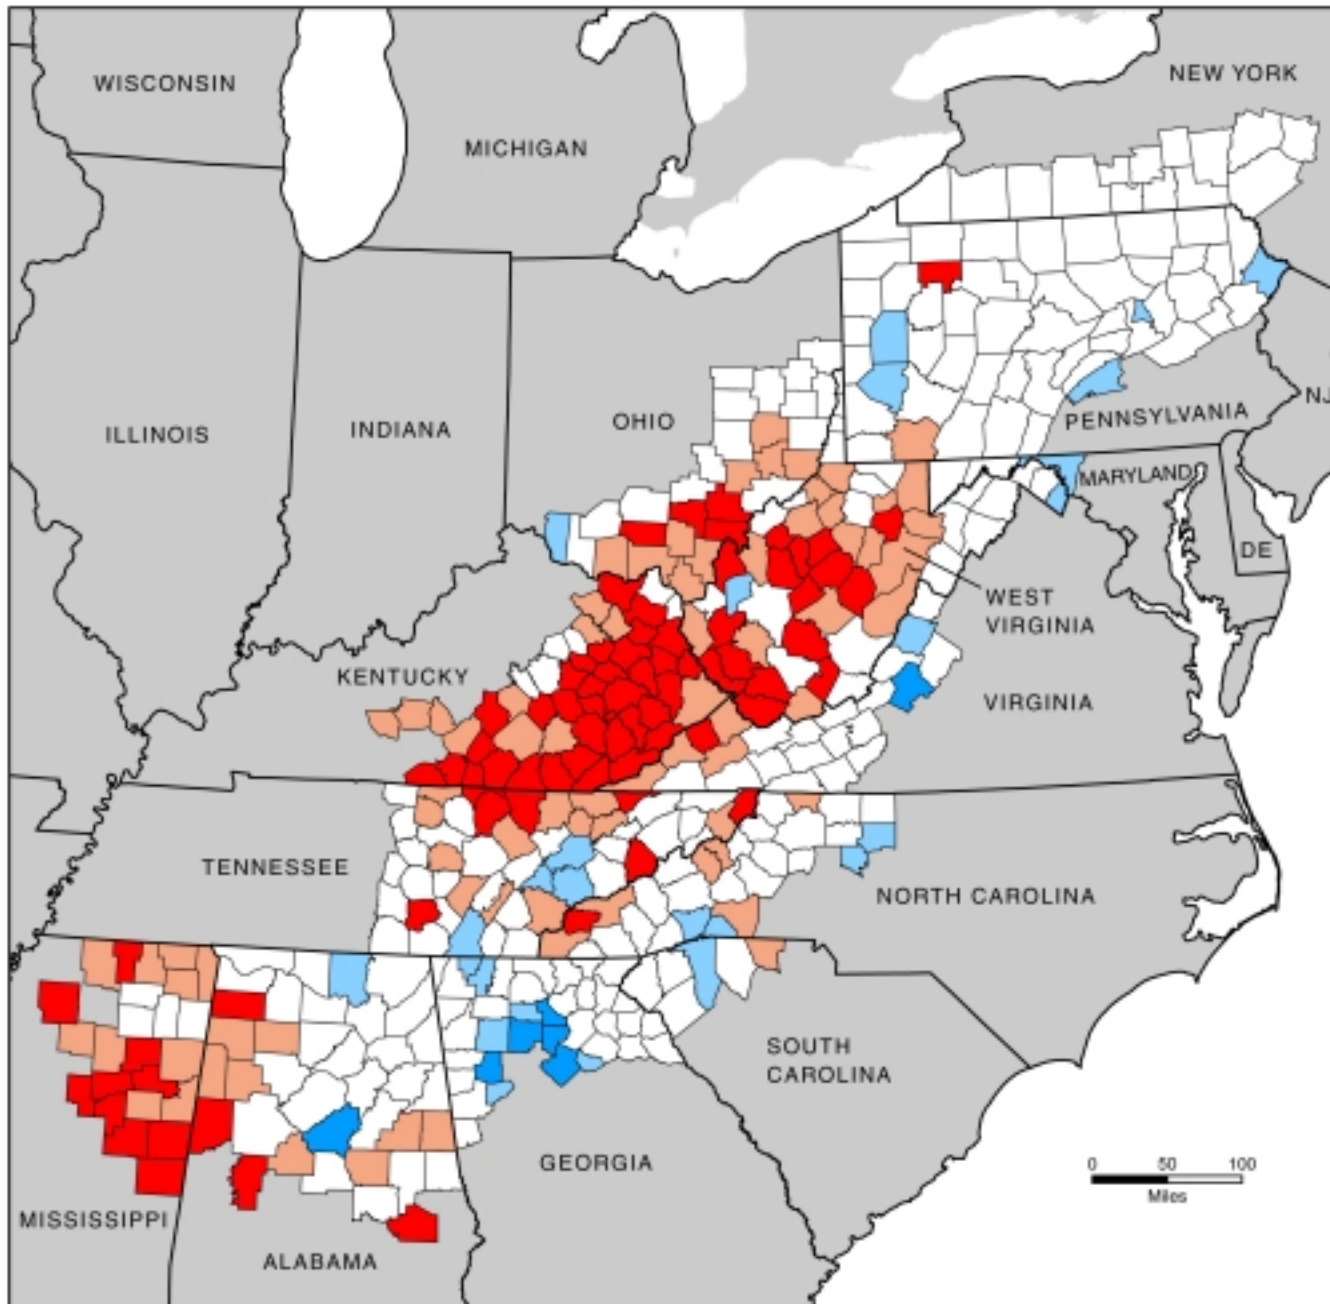 WISCONSIN
NEW YORK
MICHIGAN
ILLINOIS
INDIANA
OHIO
PENNSYLVANIA
NJ
MARYLAND
DE
WEST
VIRGINIA
KENTUCKY
VIRGINIA
TENNESSEE
NORTH CAROLINA
SOUTH
CAROLINA
GEORGIA
0 50 100
Miles
MISSISSIPPI
ALABAMA